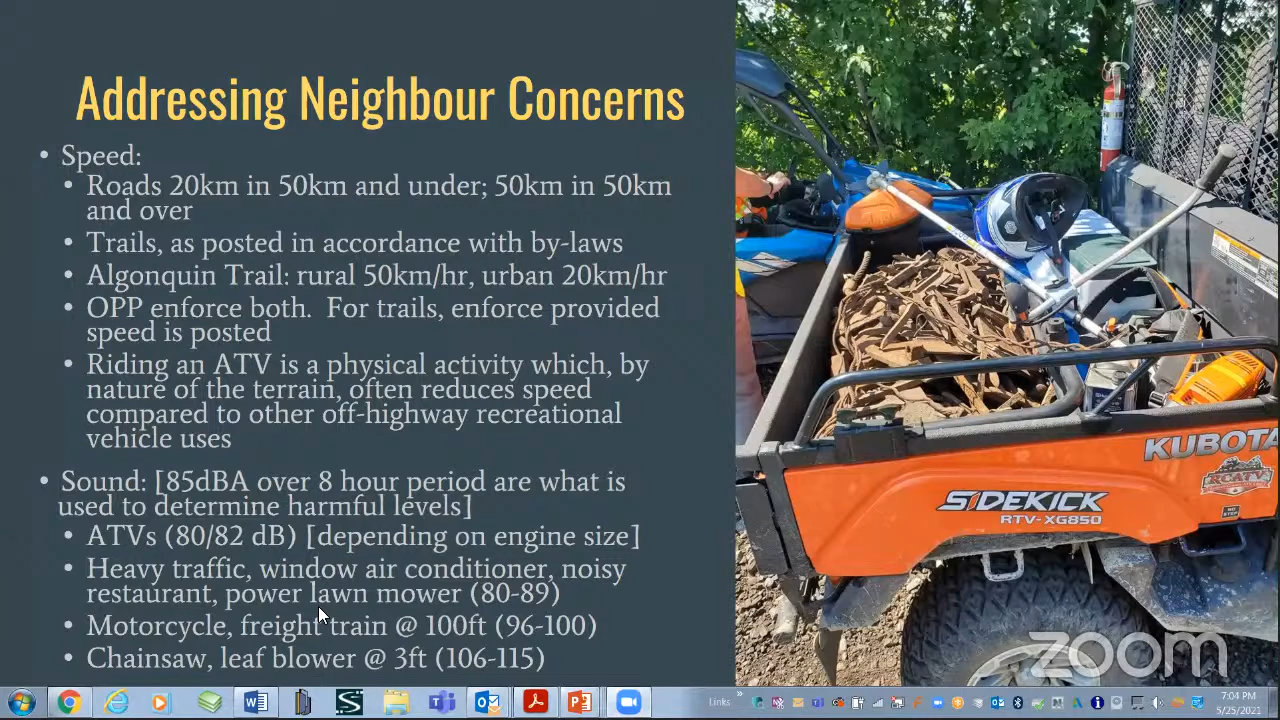 Addressing Neighbour Concerns
• Speed:
• Roads 20km in 50km and under; 50km in 50km
and over
• Trails, as posted in accordance with by-laws
• Algonquin Trail: rural 50km/hr, urban 20km/hr
• OPP enforce both.  For trails, enforce provided
speed is posted
• Riding an ATV is a physical activity which, by
nature of the terrain, often reduces speed
compared to other off-highway recreational
vehicle uses
• Sound: [85dBA over 8 hour period are what is
used to determine harmful levels]
• ATVs (80/82 dB) [depending on engine size]
• Heavy traffic, window air conditioner, noisy
restaurant, power lawn mower (80-89)
• Motorcycle, freight train @ 100ft (96-100)
• Chainsaw, leaf blower @ 3ft (106-115)
KUBOTA
RCATV
SIDEKICK
RTV-XG850
NO
STEP
zoom
Links
7:04 PM
5/25/2021